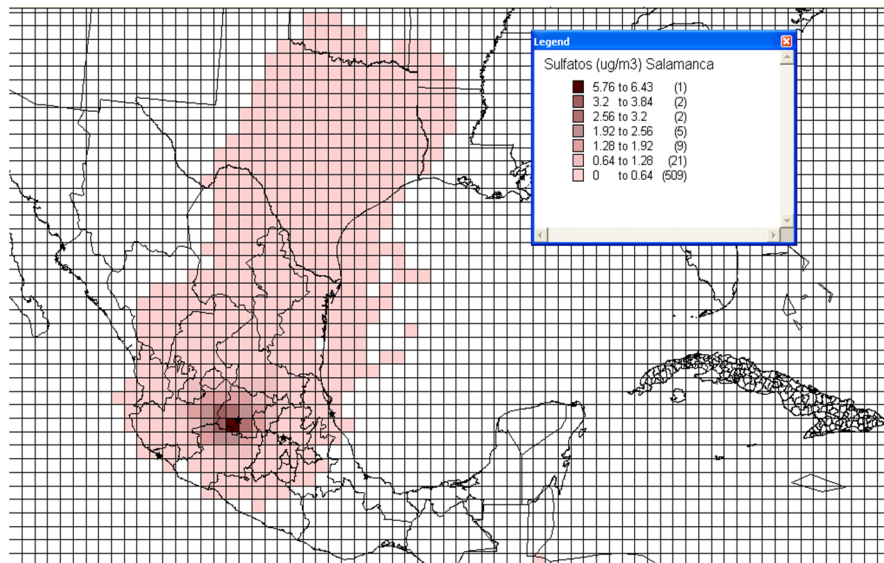 Legend
Sulfatos (ug/m3) Salamanca
5.76 to 6.43 (1)
3.2 to 3.84 (2)
2.56 to 3.2 (2)
1.92 to 2.56 (5)
1.28 to 1.92 (9)
0.64 to 1.28 (21)
0 to 0.64 (509)